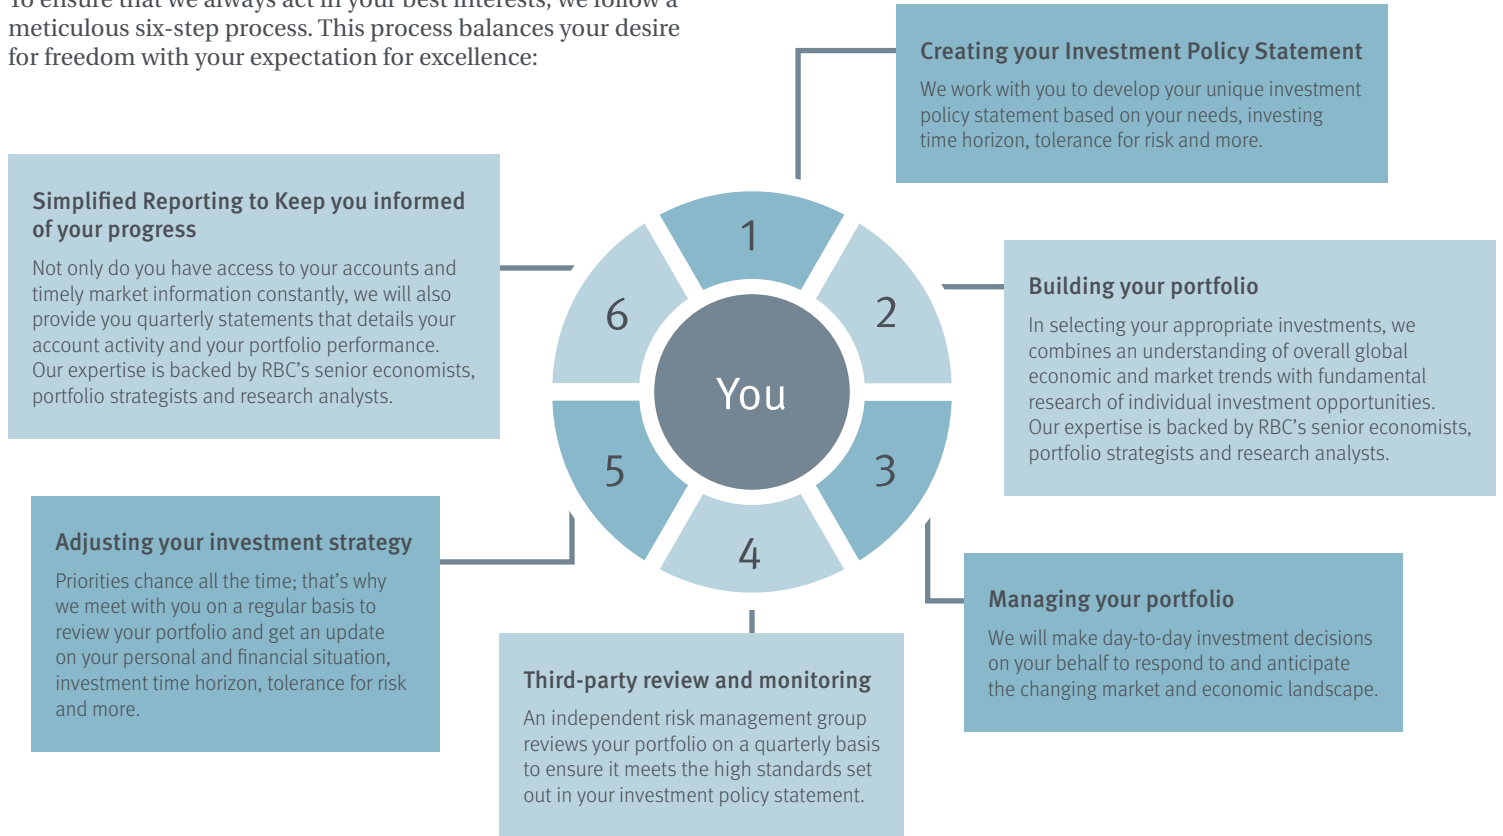 To ensure that we always act in your best interests, we follow a
meticulous six-step process. This process balances your desire
for freedom with your expectation for excellence:
Creating your Investment Policy Statement
We work with you to develop your unique investment
policy statement based on your needs, investing
time horizon, tolerance for risk and more.
Simplified Reporting to Keep you informed
of your progress
Not only do you have access to your accounts and
timely market information constantly, we will also
provide you quarterly statements that details your
account activity and your portfolio performance.
Our expertise is backed by RBC's senior economists,
portfolio strategists and research analysts.
1
2
3
4
5
6
You
Building your portfolio
In selecting your appropriate investments, we
combines an understanding of overall global
economic and market trends with fundamental
research of individual investment opportunities.
Our expertise is backed by RBC's senior economists,
portfolio strategists and research analysts.
Adjusting your investment strategy
Priorities chance all the time; that's why
we meet with you on a regular basis to
review your portfolio and get an update
on your personal and financial situation,
investment time horizon, tolerance for risk
and more.
Managing your portfolio
We will make day-to-day investment decisions
on your behalf to respond to and anticipate
the changing market and economic landscape.
Third-party review and monitoring
An independent risk management group
reviews your portfolio on a quarterly basis
to ensure it meets the high standards set
out in your investment policy statement.